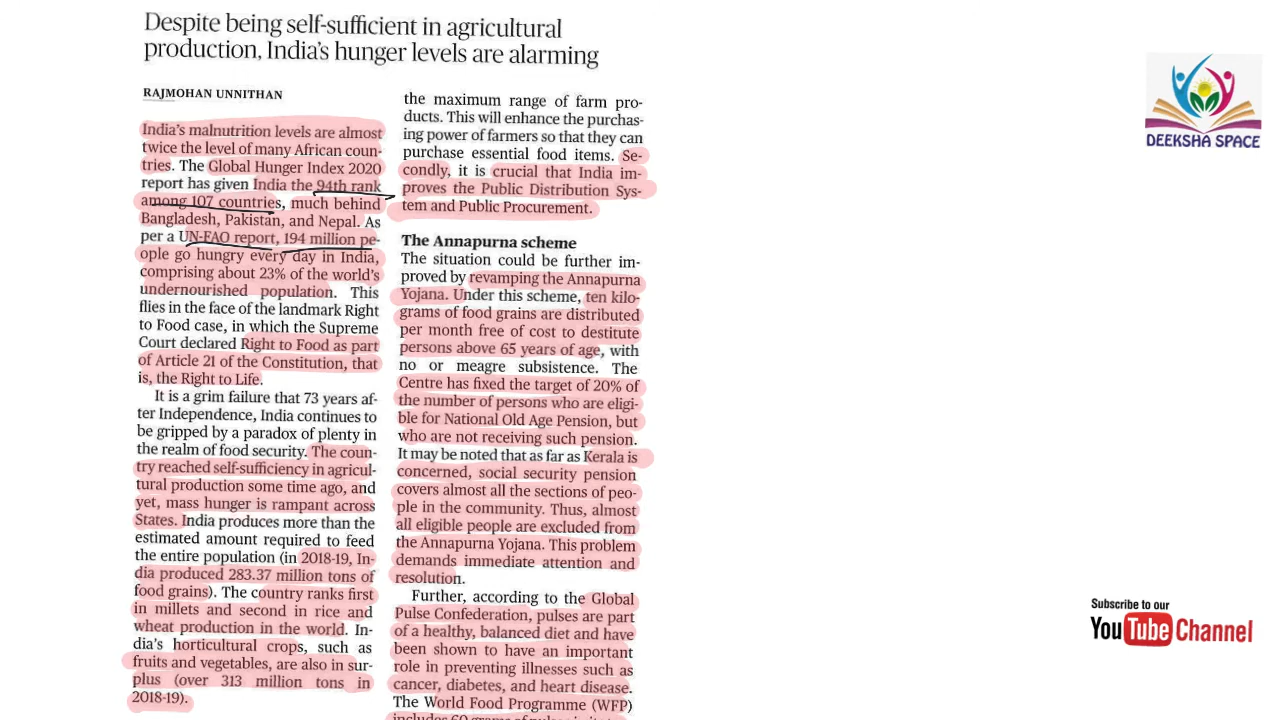 Despite being self-sufficient in agricultural
production, India's hunger levels are alarming
RAJMOHAN UNNITHAN
India's malnutrition levels are almost
twice the level of many African coun-
tries. The Global Hunger Index 2020
report has given India the 94th rank
among 107 countries, much behind
Bangladesh, Pakistan, and Nepal. As
per a UN-FAO report, 194 million pe-
ople go hungry every day in India,
comprising about 23% of the world's
undernourished population. This
flies in the face of the landmark Right
to Food case, in which the Supreme
Court declared Right to Food as part
of Article 21 of the Constitution, that
is, the Right to Life.
It is a grim failure that 73 years af-
ter Independence, India continues to
be gripped by a paradox of plenty in
the realm of food security. The coun-
try reached self-sufficiency in agricul-
tural production some time ago, and
yet, mass hunger is rampant across
States. India produces more than the
estimated amount required to feed
the entire population (in 2018-19, In-
dia produced 283.37 million tons of
food grains). The country ranks first
in millets and second in rice and
wheat production in the world. In-
dia's horticultural crops, such as
fruits and vegetables, are also in sur-
plus (over 313 million tons in
2018-19).
the maximum range of farm pro-
ducts. This will enhance the purchas-
ing power of farmers so that they can
purchase essential food items. Se-
condly, it is crucial that India im-
proves the Public Distribution Sys-
tem and Public Procurement.
The Annapurna scheme
The situation could be further im-
proved by revamping the Annapurna
Yojana. Under this scheme, ten kilo-
grams of food grains are distributed
per month free of cost to destitute
persons above 65 years of age, with
no or meagre subsistence. The
Centre has fixed the target of 20% of
the number of persons who are eligi-
ble for National Old Age Pension, but
who are not receiving such pension.
It may be noted that as far as Kerala is
concerned, social security pension
covers almost all the sections of peo-
ple in the community. Thus, almost
all eligible people are excluded from
the Annapurna Yojana. This problem
demands immediate attention and
resolution.
Further, according to the Global
Pulse Confederation, pulses are part
of a healthy, balanced diet and have
been shown to have an important
role in preventing illnesses such as
cancer, diabetes, and heart disease.
The World Food Programme (WFP)
includes 60 grams of pulses in its
DEEKSHA SPACE
Subscribe to our
YouTube Channel